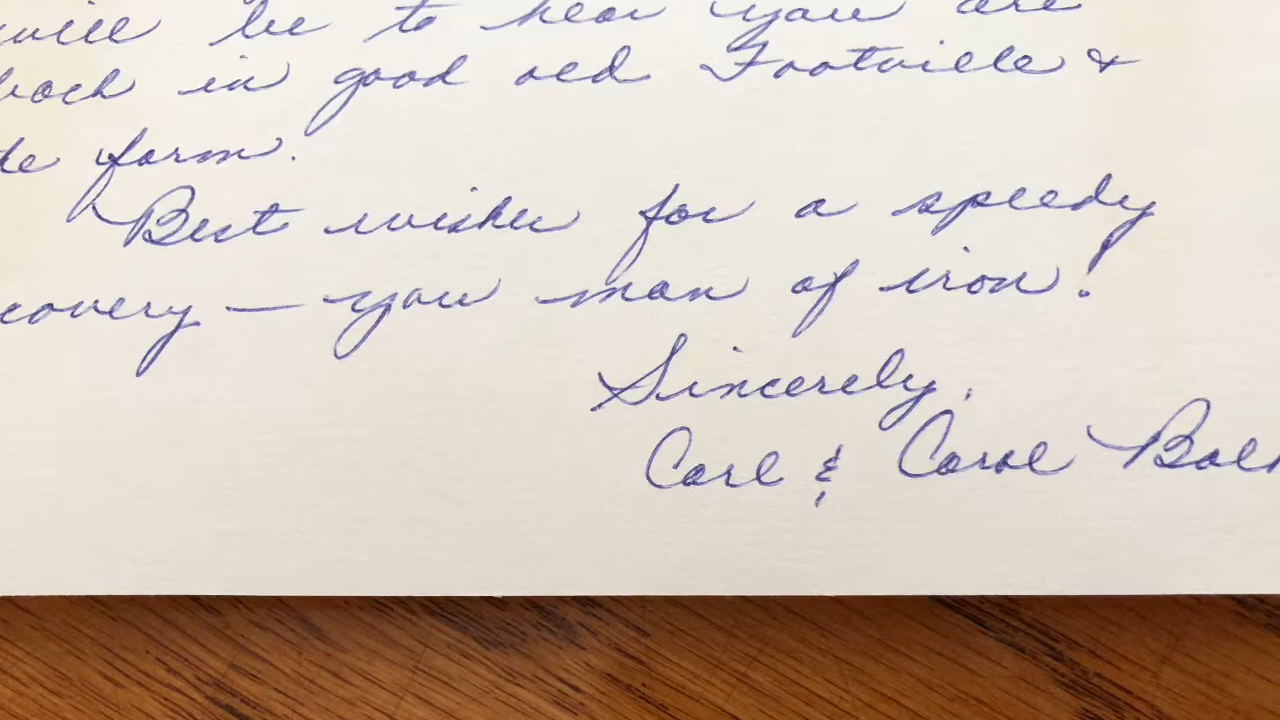 will be to hear you are
back in good old Footville &
the farm.
Best wishes for a speedy
covery — you man of iron!
Sincerely,
Carl & Carol